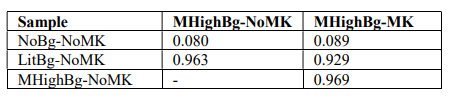 Sample MHighBg-NoMK MHighBg-MK
NoBg-NoMK 0.080 0.089
LitBg-NoMK 0.963 0.929
MHighBg-NoMK - 0.969